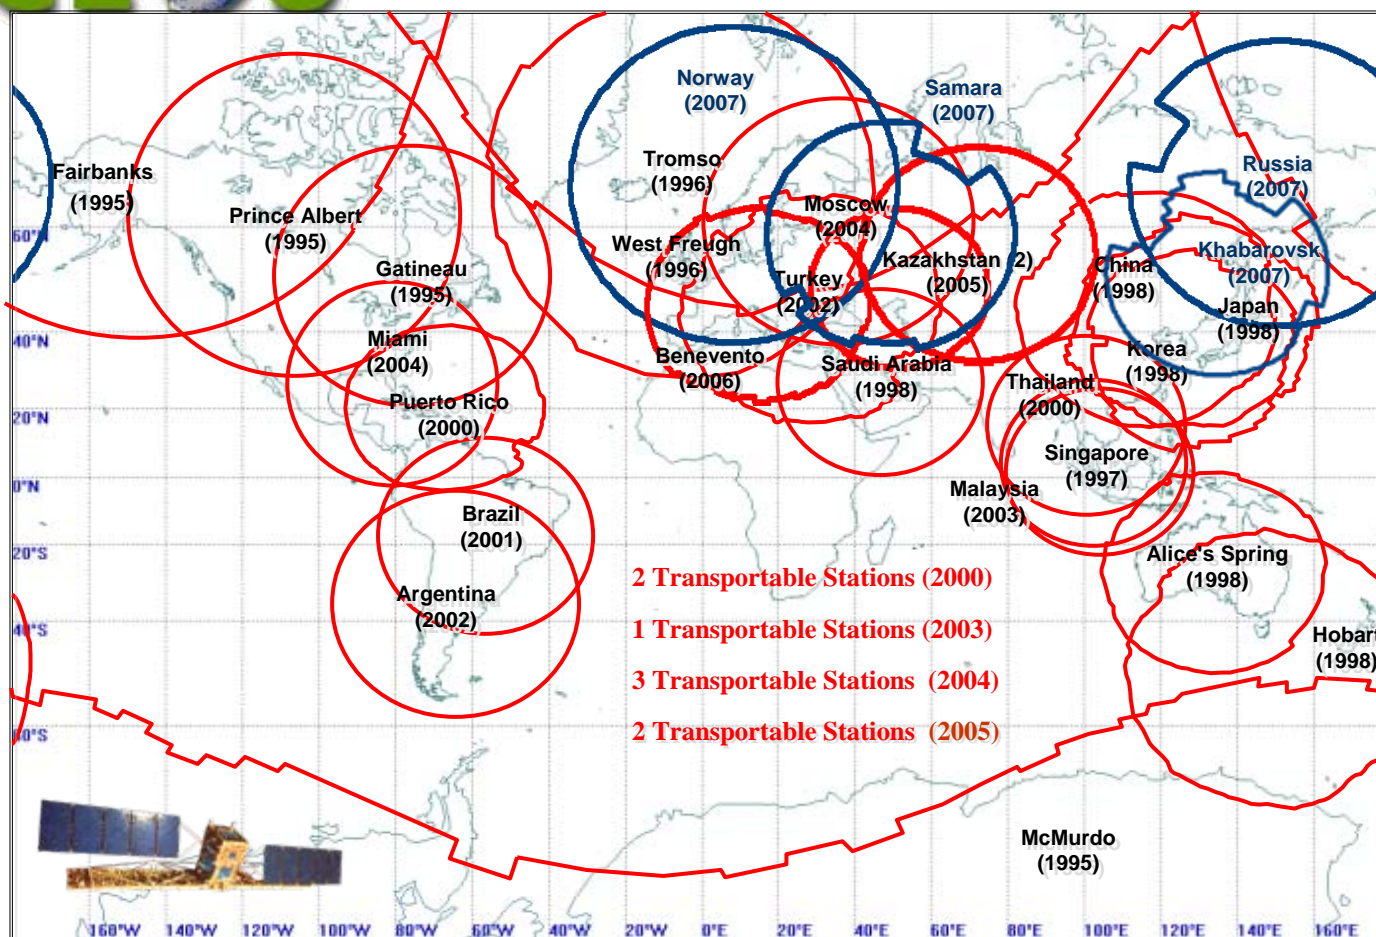 Norway
(2007)
Samara
(2007)
Fairbanks
(1995)
Tromso
(1996)
Russia
(2007)
Prince Albert
(1995)
Moscow
(2004)
West Freugh
(1996)
Kazakhstan (2)
(2005)
China
(1998)
Khabarovsk
(2007)
Gatineau
(1995)
Turkey
(2002)
Japan
(1998)
Miami
(2004)
Benevento
(2006)
Saudi Arabia
(1998)
Korea
(1998)
Thailand
(2000)
Puerto Rico
(2000)
Singapore
(1997)
Malaysia
(2003)
Brazil
(2001)
Alice's Spring
(1998)
Argentina
(2002)
Hobart
(1998)
2 Transportable Stations (2000)
1 Transportable Stations (2003)
3 Transportable Stations (2004)
2 Transportable Stations (2005)
McMurdo
(1995)
60°N
40°N
20°N
0°N
20°S
40°S
60°S
160°W 140°W 120°W 100°W 80°W 60°W 40°W 20°W 0°E 20°E 40°E 60°E 80°E 100°E 120°E 140°E 160°E